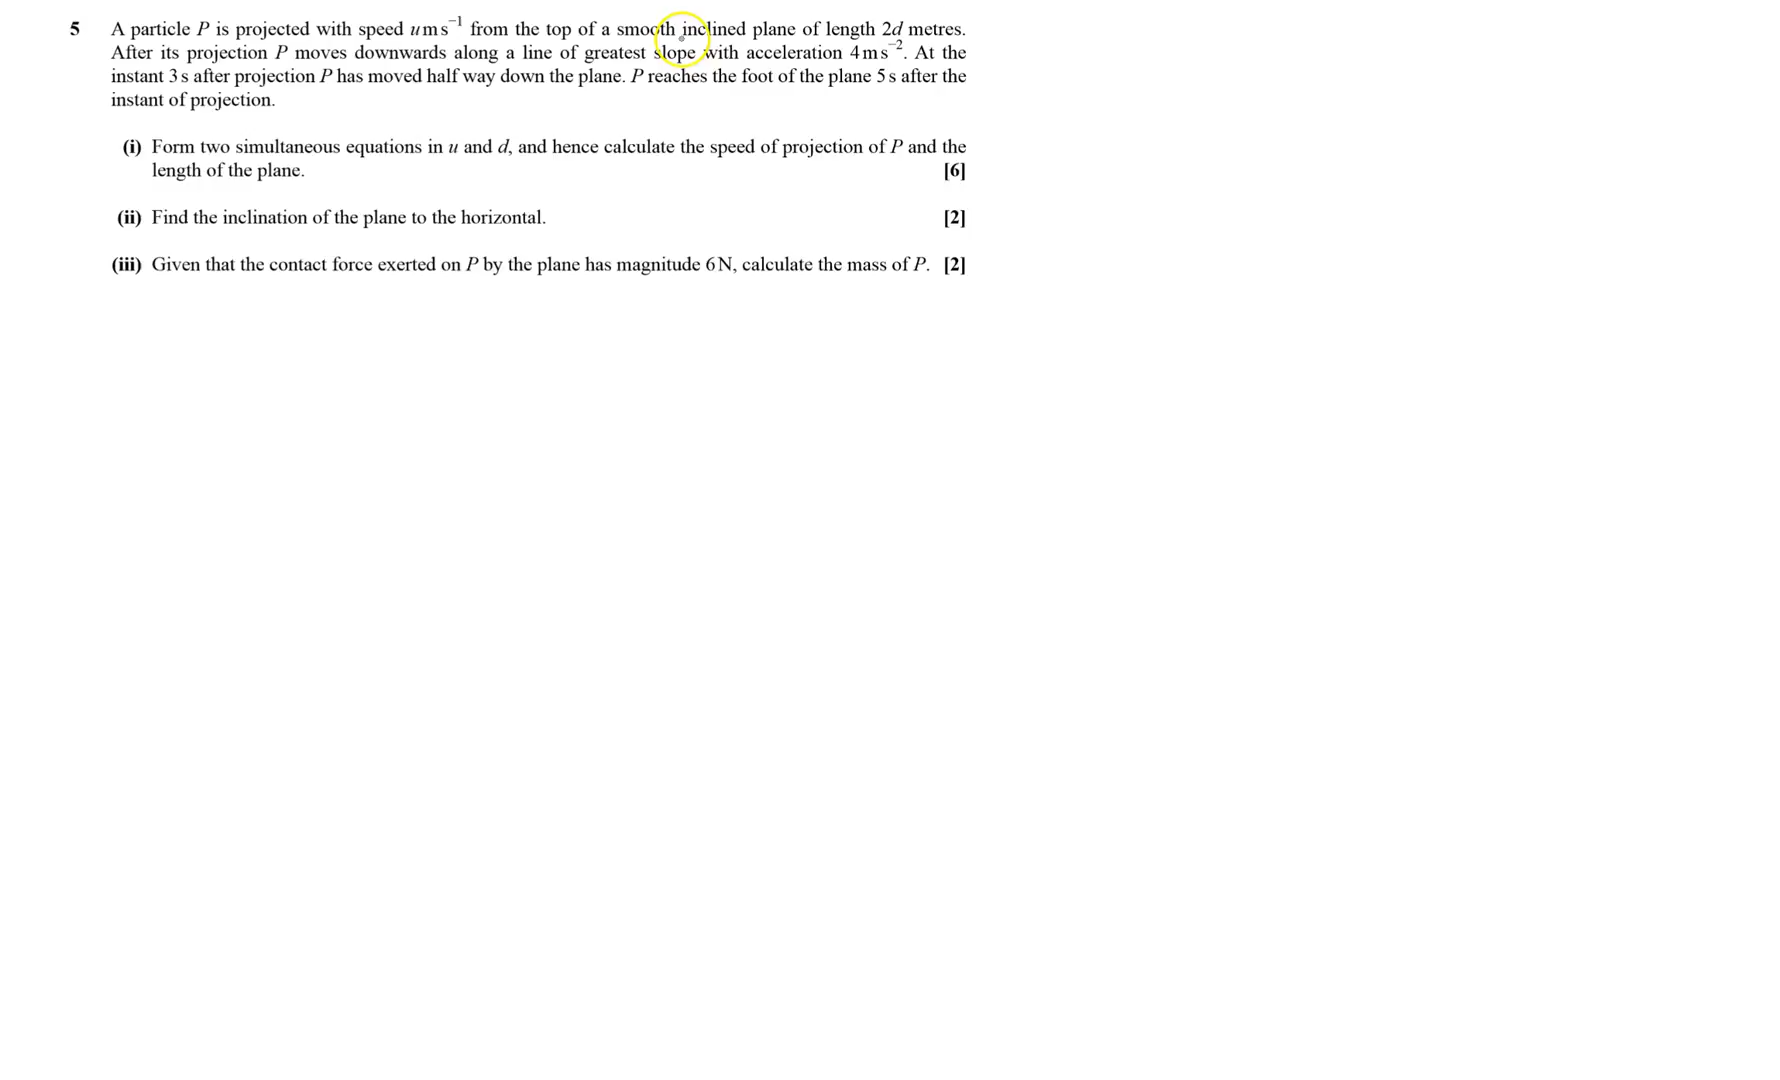 5 A particle P is projected with speed u m s⁻¹ from the top of a smooth inclined plane of length 2d metres.
After its projection P moves downwards along a line of greatest slope with acceleration 4 m s⁻². At the
instant 3 s after projection P has moved half way down the plane. P reaches the foot of the plane 5 s after the
instant of projection.
(i) Form two simultaneous equations in u and d, and hence calculate the speed of projection of P and the
length of the plane. [6]
(ii) Find the inclination of the plane to the horizontal. [2]
(iii) Given that the contact force exerted on P by the plane has magnitude 6 N, calculate the mass of P. [2]